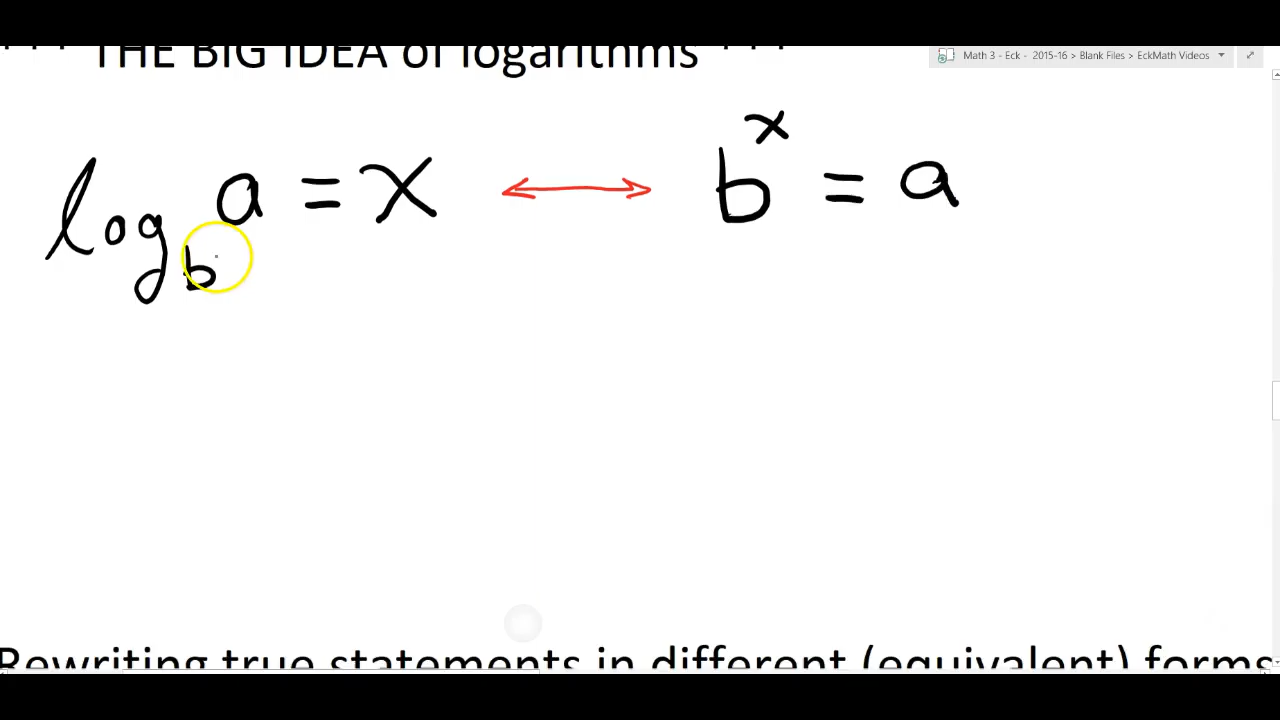 Math 3 - Eck - 2015-16 > Blank Files > EckMath Videos
THE BIG IDEA of logarithms
log_b a = x ↔ b^x = a
Rewriting true statements in different (equivalent) forms